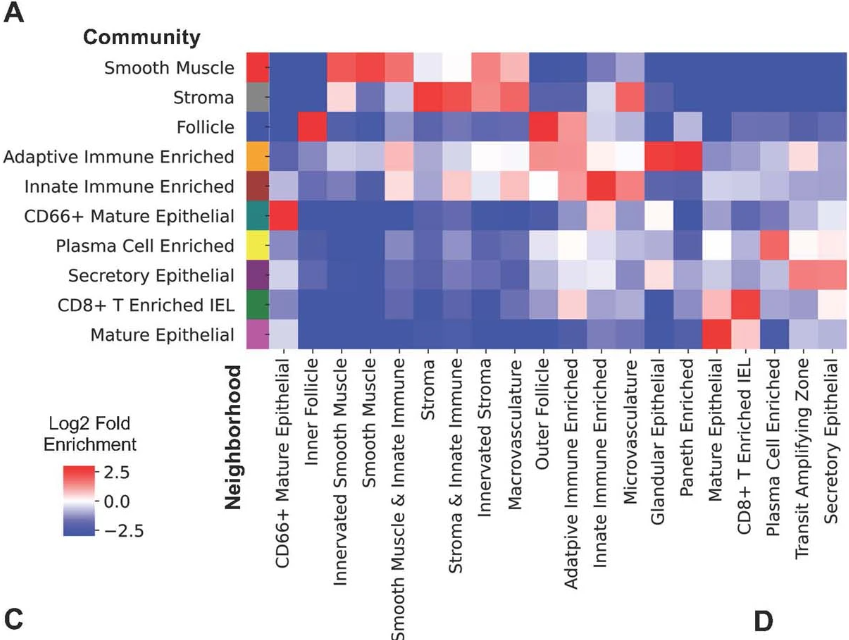 A
Community
Smooth Muscle
Stroma
Follicle
Adaptive Immune Enriched
Innate Immune Enriched
CD66+ Mature Epithelial
Plasma Cell Enriched
Secretory Epithelial
CD8+ T Enriched IEL
Mature Epithelial
Log2 Fold
Enrichment
2.5
0.0
−2.5
Neighborhood
CD66+ Mature Epithelial
Inner Follicle
Innervated Smooth Muscle
Smooth Muscle
Smooth Muscle & Innate Immune
Stroma
Stroma & Innate Immune
Innervated Stroma
Macrovasculature
Outer Follicle
Adatpive Immune Enriched
Innate Immune Enriched
Microvasculature
Glandular Epithelial
Paneth Enriched
Mature Epithelial
CD8+ T Enriched IEL
Plasma Cell Enriched
Transit Amplifying Zone
Secretory Epithelial
C
D